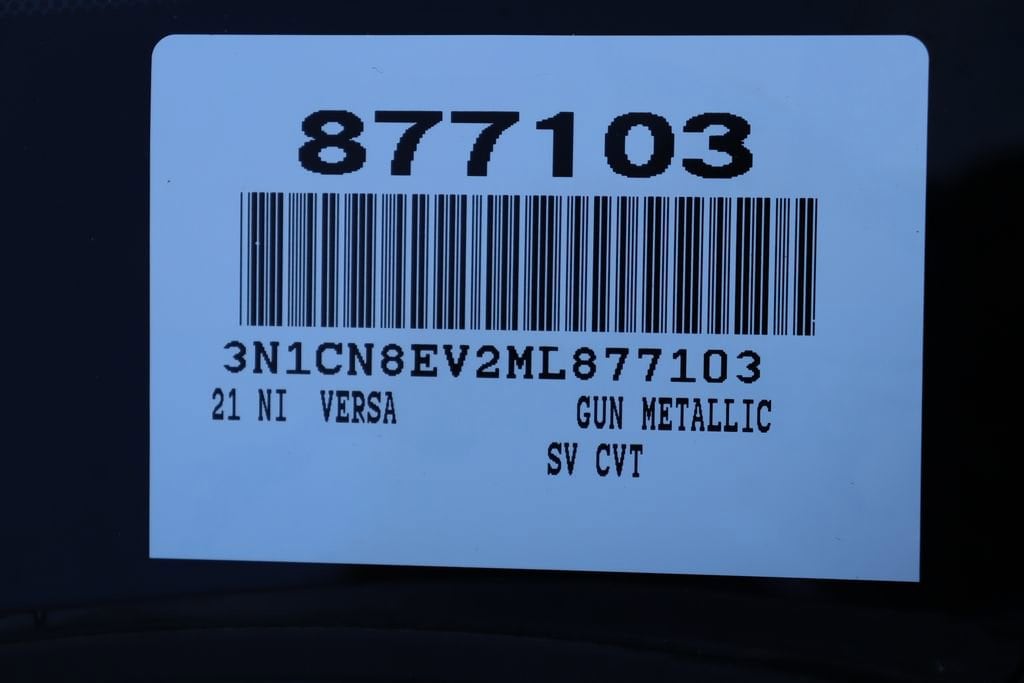 877103
3N1CN8EV2ML877103
21 NI VERSA GUN METALLIC
SV CVT